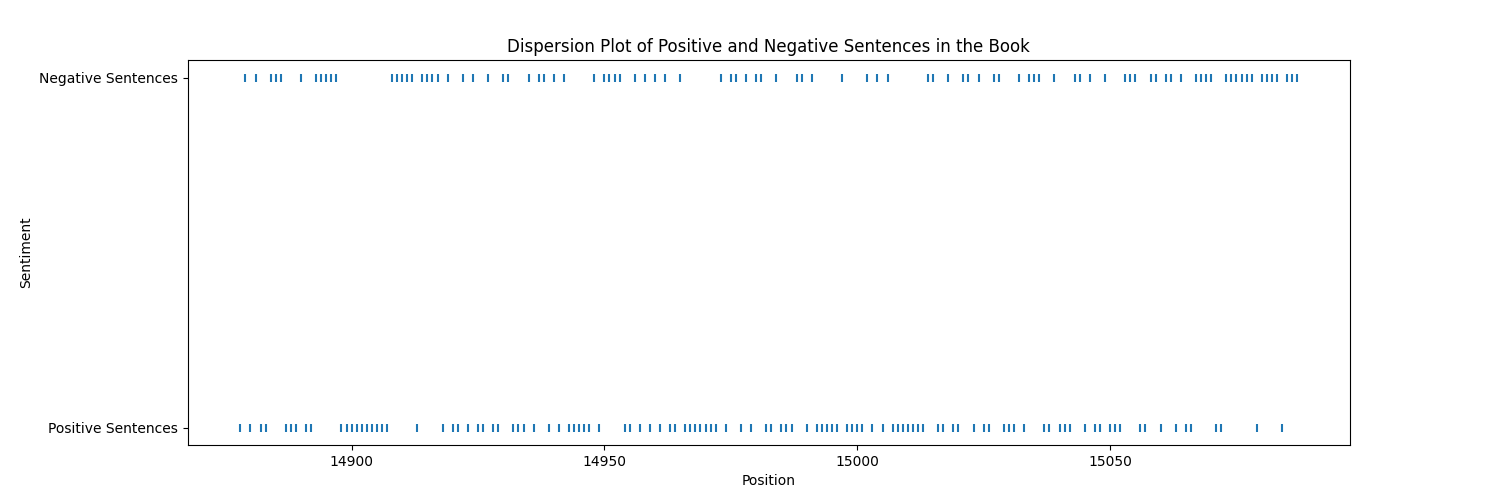 Dispersion Plot of Positive and Negative Sentences in the Book
Negative Sentences
Sentiment
Positive Sentences
14900 14950 15000 15050
Position